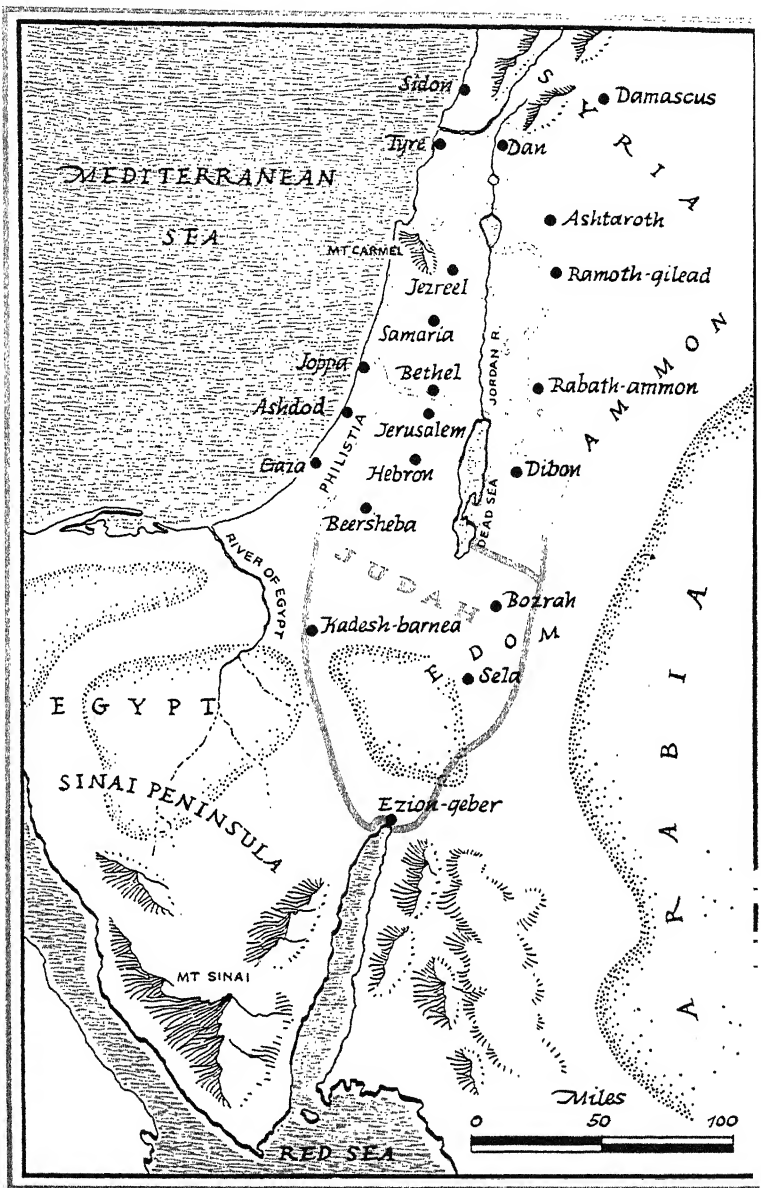 Sidon
SYRIA
Damascus
Tyre
Dan
MEDITERRANEAN
SEA
Ashtaroth
MT CARMEL
Ramoth-gilead
Jezreel
Samaria
AMMON
JORDAN R.
Joppa
Bethel
Rabath-ammon
Ashdod
Jerusalem
PHILISTIA
Gaza
Hebron
Dibon
DEAD SEA
Beersheba
RIVER OF EGYPT
JUDAH
Bozrah
Kadesh-barnea
EDOM
Sela
EGYPT
ARABIA
SINAI PENINSULA
Ezion-geber
MT SINAI
Miles
0 50 100
RED SEA